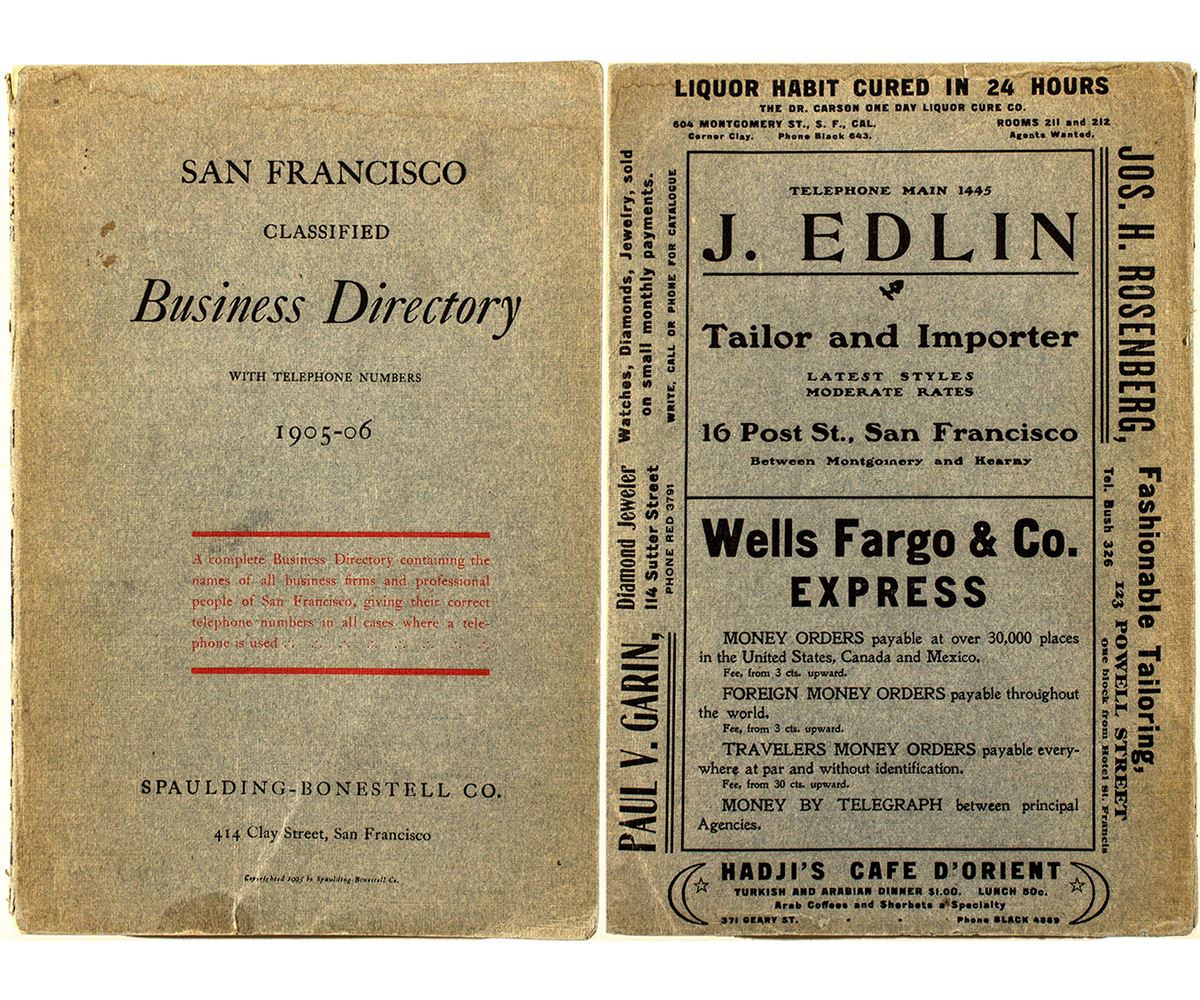 SAN FRANCISCO
CLASSIFIED
Business Directory
WITH TELEPHONE NUMBERS
1905-06
A complete Business Directory containing the
names of all business firms and professional
people of San Francisco, giving their correct
telephone numbers in all cases where a tele-
phone is used
SPAULDING-BONESTELL CO.
414 Clay Street, San Francisco
Copyrighted 1905 by Spaulding-Bonestell Co.
LIQUOR HABIT CURED IN 24 HOURS
THE DR. CARSON ONE DAY LIQUOR CURE CO.
604 MONTGOMERY ST., S. F., CAL. ROOMS 211 and 212
Corner Clay. Phone Black 643. Agents Wanted.
PAUL V. GARIN,
Diamond Jeweler
114 Sutter Street
PHONE RED 3791
Watches, Diamonds, Jewelry, sold
on small monthly payments.
WRITE, CALL OR PHONE FOR CATALOGUE
TELEPHONE MAIN 1445
J. EDLIN
Tailor and Importer
LATEST STYLES
MODERATE RATES
16 Post St., San Francisco
Between Montgomery and Kearny
Wells Fargo & Co.
EXPRESS
MONEY ORDERS payable at over 30,000 places
in the United States, Canada and Mexico.
Fee, from 3 cts. upward.
FOREIGN MONEY ORDERS payable throughout
the world.
Fee, from 3 cts. upward.
TRAVELERS MONEY ORDERS payable every-
where at par and without identification.
Fee, from 30 cts. upward.
MONEY BY TELEGRAPH between principal
Agencies.
JOS. H. ROSENBERG,
Fashionable Tailoring,
123 POWELL STREET
Tel. Bush 326 one block from Hotel St. Francis
HADJI'S CAFE D'ORIENT
TURKISH AND ARABIAN DINNER $1.00. LUNCH 50c.
Arab Coffees and Sherbets a Specialty
371 GEARY ST. - - Phone BLACK 4889